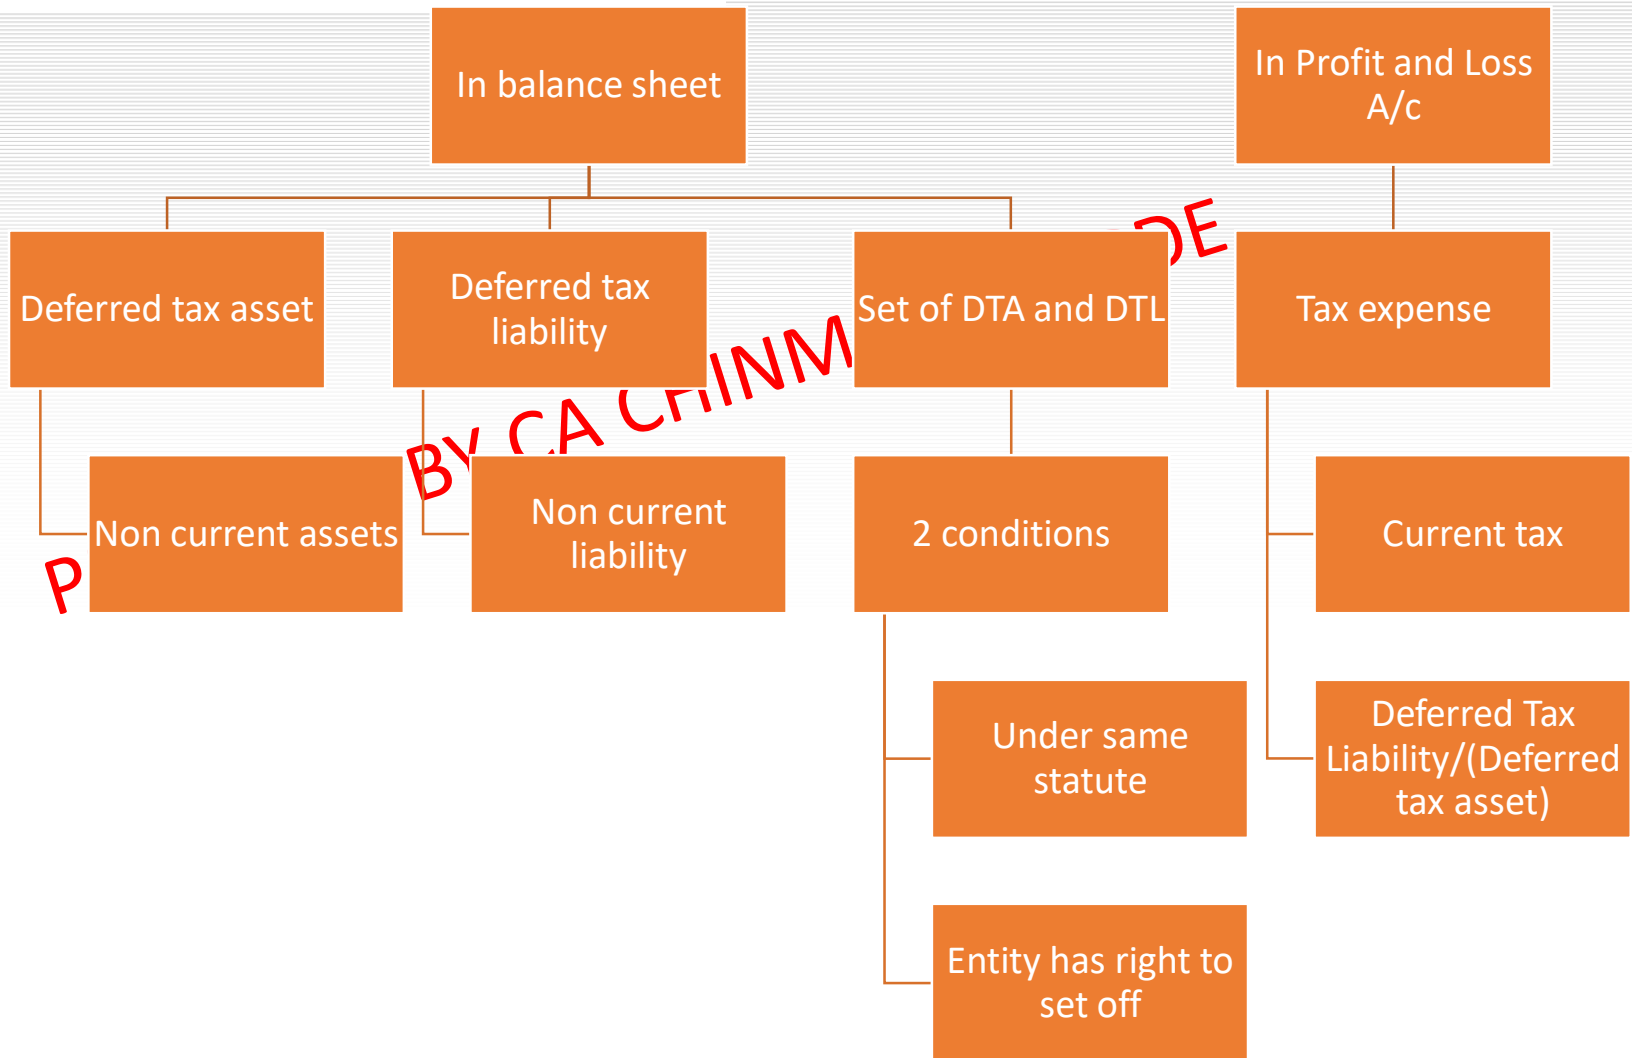 In balance sheet
In Profit and Loss
A/c
Deferred tax asset
Deferred tax
liability
Set of DTA and DTL
Tax expense
Non current assets
Non current
liability
2 conditions
Current tax
Under same
statute
Deferred Tax
Liability/(Deferred
tax asset)
Entity has right to
set off
BY CA